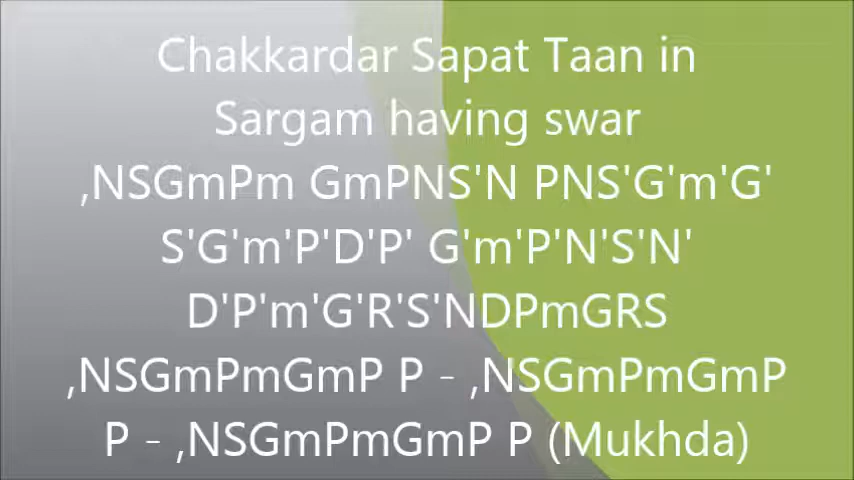 Chakkardar Sapat Taan in
Sargam having swar
,NSGmPm GmPNS'N PNS'G'm'G'
S'G'm'P'D'P' G'm'P'N'S'N'
D'P'm'G'R'S'NDPmGRS
,NSGmPmGmP P - ,NSGmPmGmP
P - ,NSGmPmGmP P (Mukhda)